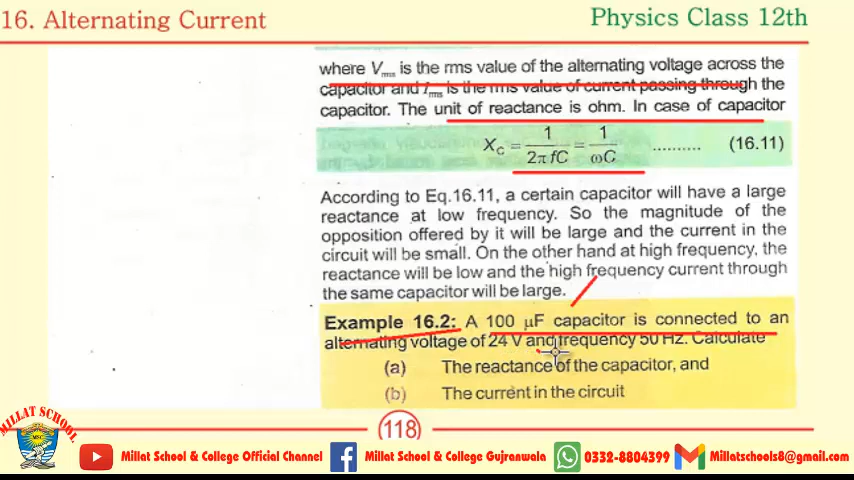 16. Alternating Current
Physics Class 12th
where Vrms is the rms value of the alternating voltage across the
capacitor and Irms is the rms value of current passing through the
capacitor. The unit of reactance is ohm. In case of capacitor
XC = 1 / 2π fC = 1 / ωC .......... (16.11)
According to Eq.16.11, a certain capacitor will have a large
reactance at low frequency. So the magnitude of the
opposition offered by it will be large and the current in the
circuit will be small. On the other hand at high frequency, the
reactance will be low and the high frequency current through
the same capacitor will be large.
Example 16.2: A 100 μF capacitor is connected to an
alternating voltage of 24 V and frequency 50 Hz. Calculate
(a) The reactance of the capacitor, and
(b) The current in the circuit
118
MILLAT SCHOOL
MSC
Millat School & College Official Channel
Millat School & College Gujranwala
0332-8804399
Millatschools8@gmail.com